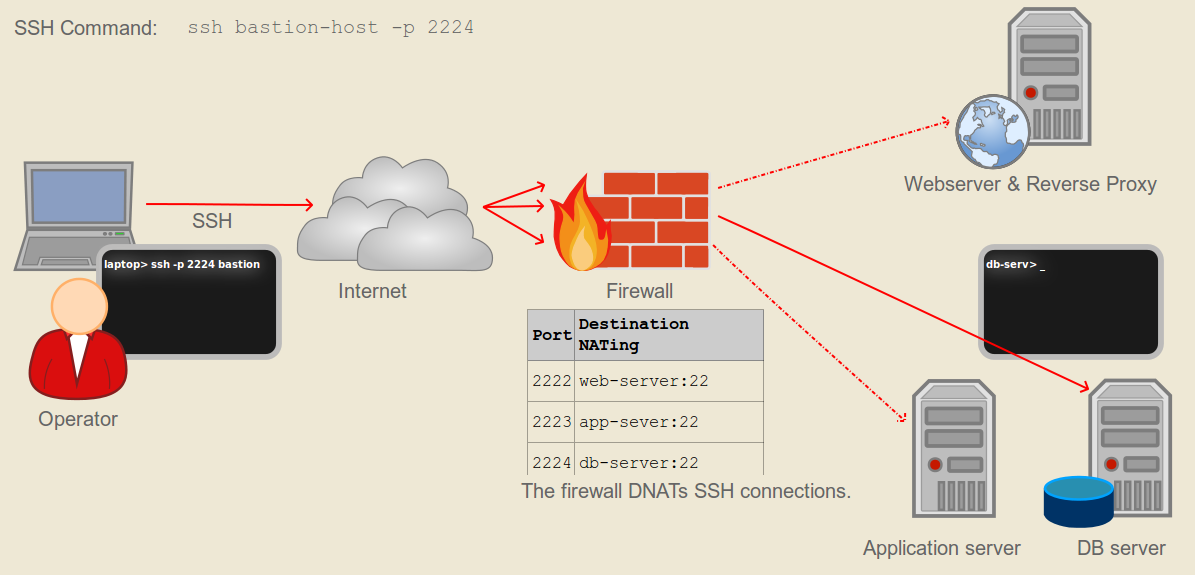 SSH Command: ssh bastion-host -p 2224
Webserver & Reverse Proxy
SSH
laptop> ssh -p 2224 bastion
db-serv> _
Internet
Firewall
Port Destination
NATing
2222 web-server:22
2223 app-sever:22
2224 db-server:22
Operator
The firewall DNATs SSH connections.
Application server
DB server